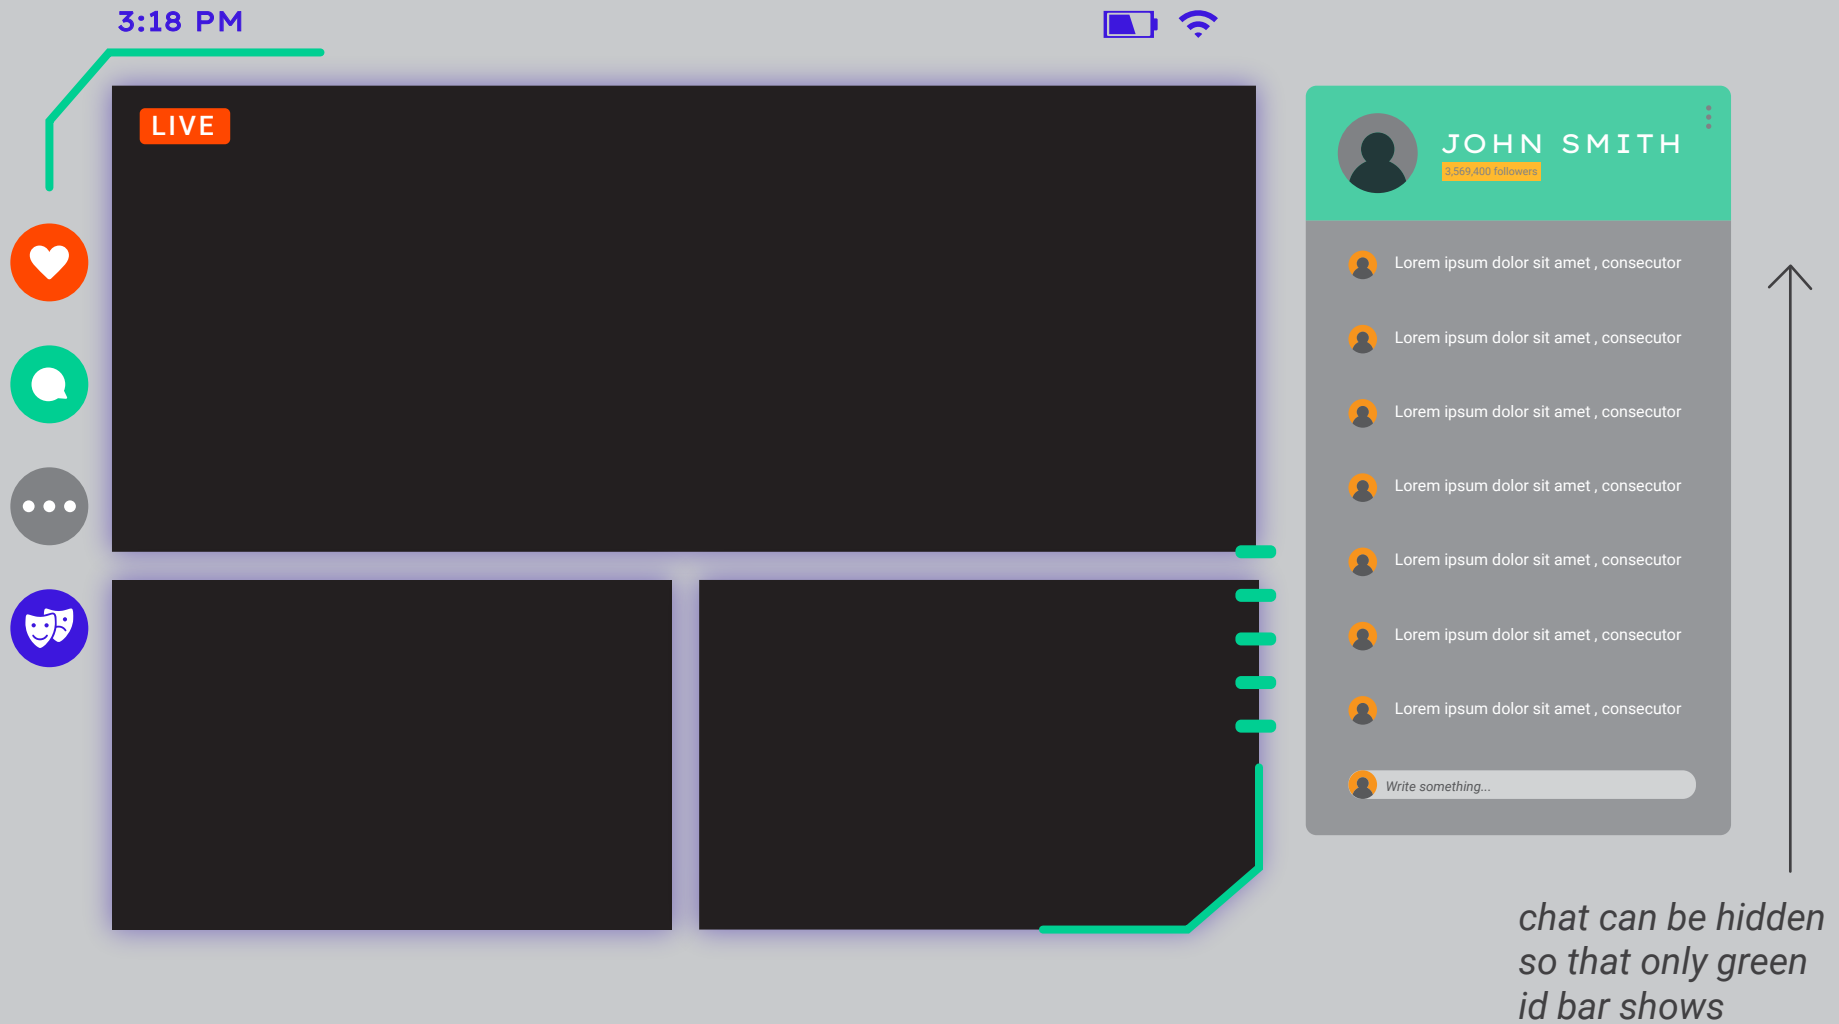 3:18 PM
LIVE
JOHN SMITH
3,569,400 followers
Lorem ipsum dolor sit amet , consecutor
Lorem ipsum dolor sit amet , consecutor
Lorem ipsum dolor sit amet , consecutor
Lorem ipsum dolor sit amet , consecutor
Lorem ipsum dolor sit amet , consecutor
Lorem ipsum dolor sit amet , consecutor
Lorem ipsum dolor sit amet , consecutor
Write something...
chat can be hidden
so that only green
id bar shows